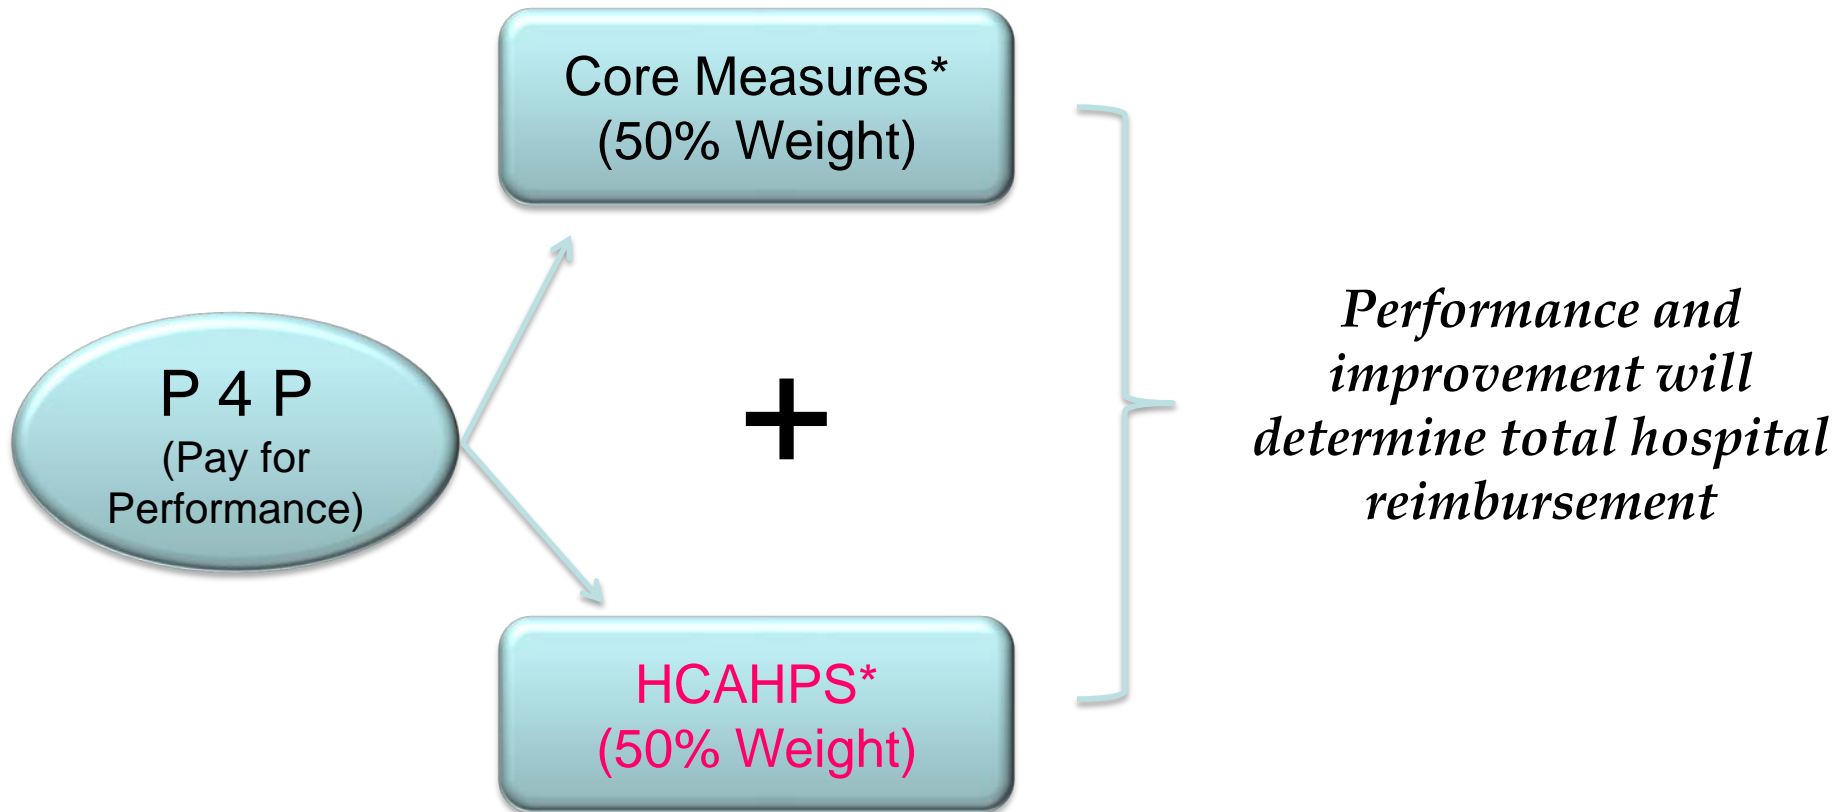 Core Measures*
(50% Weight)
P 4 P
(Pay for
Performance)
+
HCAHPS*
(50% Weight)
Performance and
improvement will
determine total hospital
reimbursement